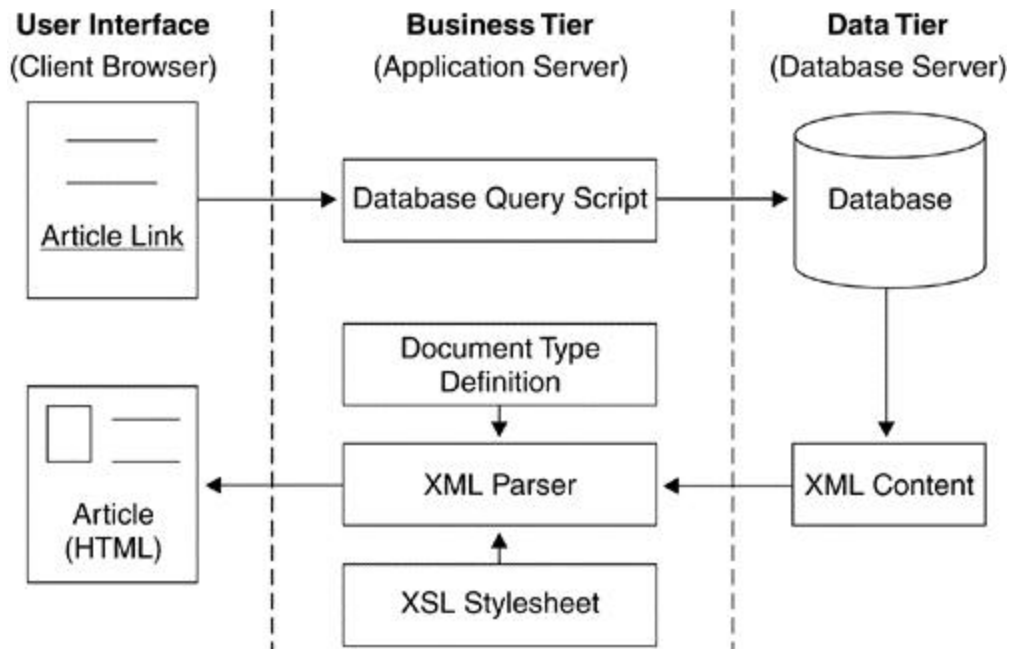 User Interface
(Client Browser)
Business Tier
(Application Server)
Data Tier
(Database Server)
Article Link
Database Query Script
Database
Document Type
Definition
Article
(HTML)
XML Parser
XML Content
XSL Stylesheet